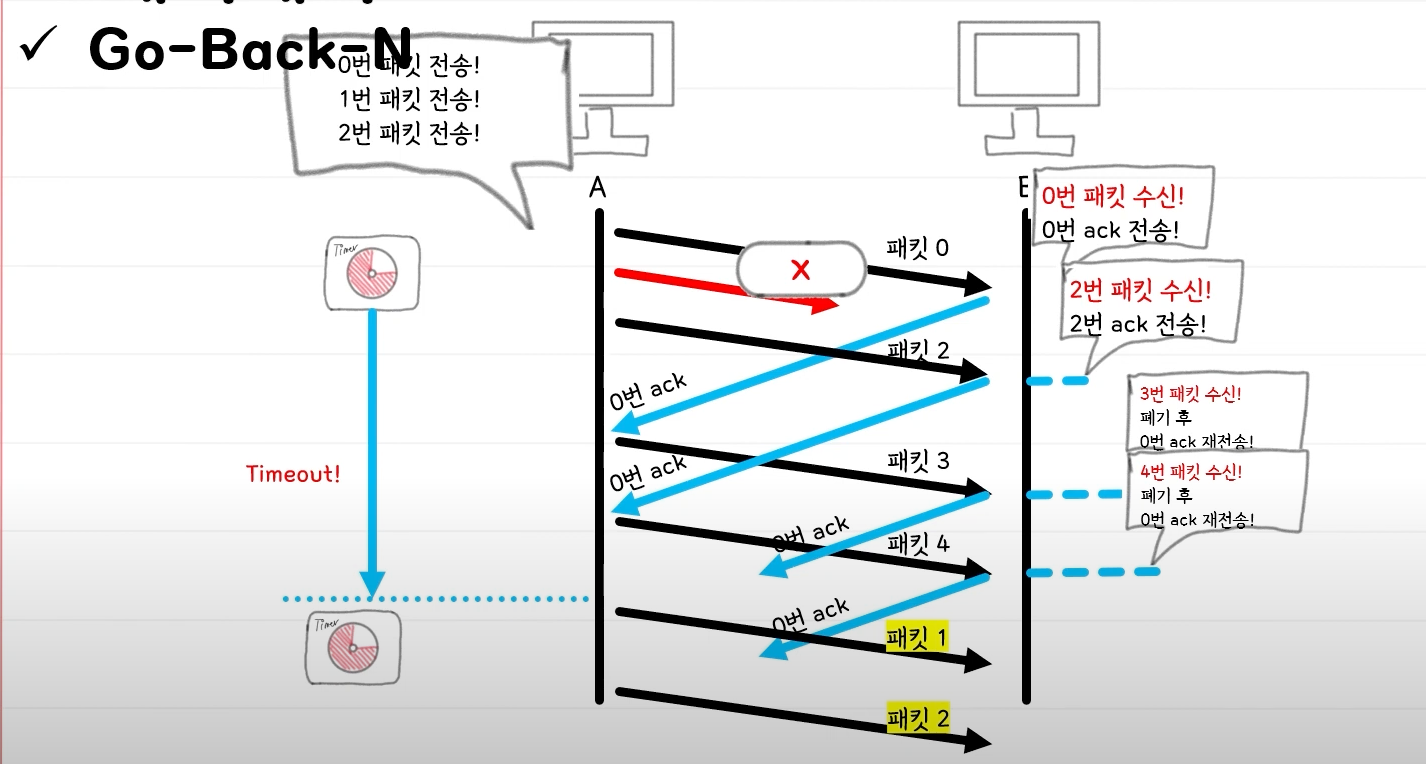 ✓ Go-Back-N
0번 패킷 전송!
1번 패킷 전송!
2번 패킷 전송!
A
0번 패킷 수신!
0번 ack 전송!
Timer
패킷 0
X
2번 패킷 수신!
2번 ack 전송!
패킷 2
0번 ack
3번 패킷 수신!
폐기 후
0번 ack 재전송!
Timeout!
0번 ack
패킷 3
4번 패킷 수신!
폐기 후
0번 ack 재전송!
0번 ack
패킷 4
0번 ack
Timer
패킷 1
패킷 2